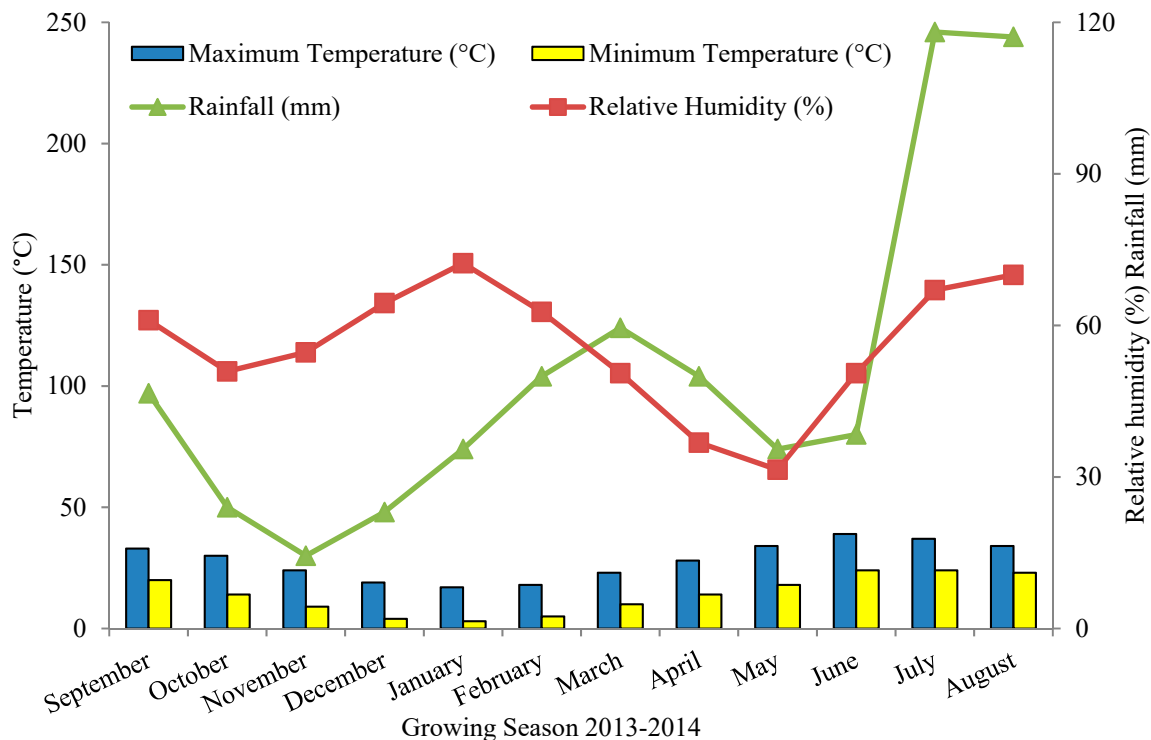 250
200
150
100
50
0
Temperature (°C)
Maximum Temperature (°C)
Minimum Temperature (°C)
Rainfall (mm)
Relative Humidity (%)
120
90
60
30
0
Relative humidity (%) Rainfall (mm)
September
October
November
December
January
February
March
April
May
June
July
August
Growing Season 2013-2014